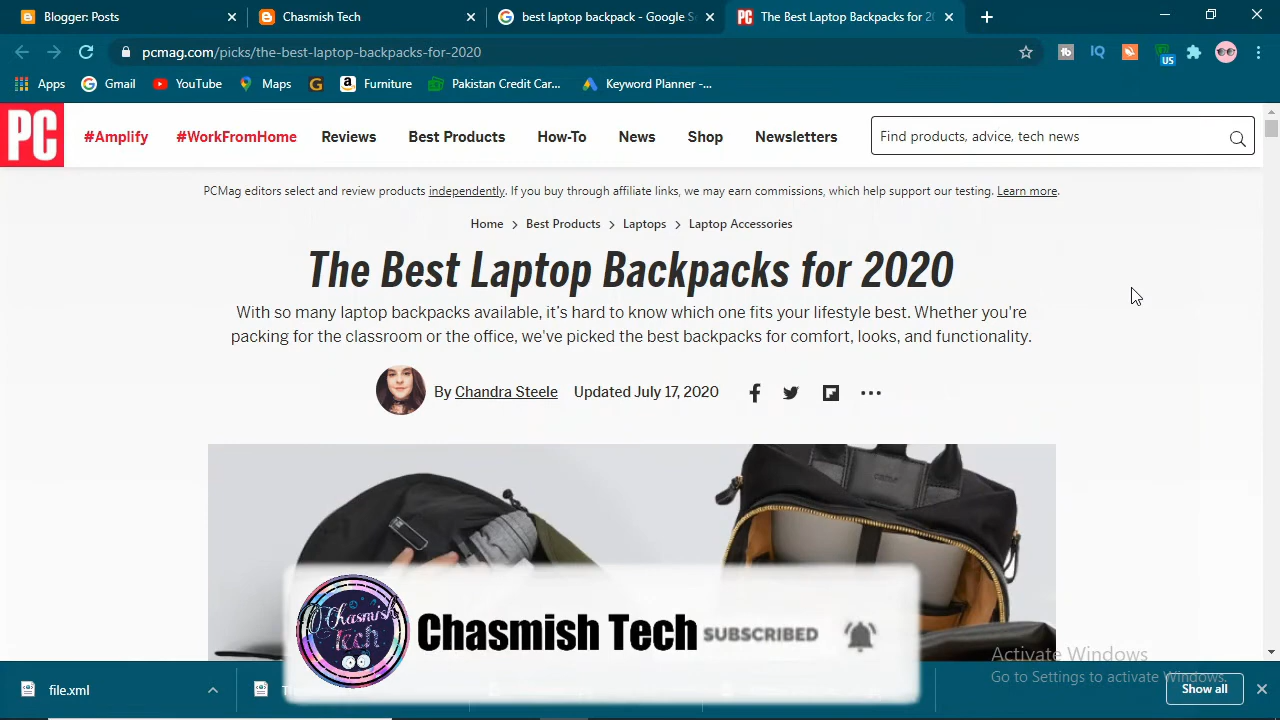 Blogger: Posts
Chasmish Tech
best laptop backpack - Google Se
The Best Laptop Backpacks for 20
pcmag.com/picks/the-best-laptop-backpacks-for-2020
US
Apps
Gmail
YouTube
Maps
Furniture
Pakistan Credit Car...
Keyword Planner -...
PC
#Amplify
#WorkFromHome
Reviews
Best Products
How-To
News
Shop
Newsletters
Find products, advice, tech news
PCMag editors select and review products independently. If you buy through affiliate links, we may earn commissions, which help support our testing. Learn more.
Home > Best Products > Laptops > Laptop Accessories
The Best Laptop Backpacks for 2020
With so many laptop backpacks available, it's hard to know which one fits your lifestyle best. Whether you're
packing for the classroom or the office, we've picked the best backpacks for comfort, looks, and functionality.
By Chandra Steele Updated July 17, 2020
Chasmish
Tech
Chasmish Tech
SUBSCRIBED
Activate Windows
Go to Settings to activate Windows.
file.xml
Show all